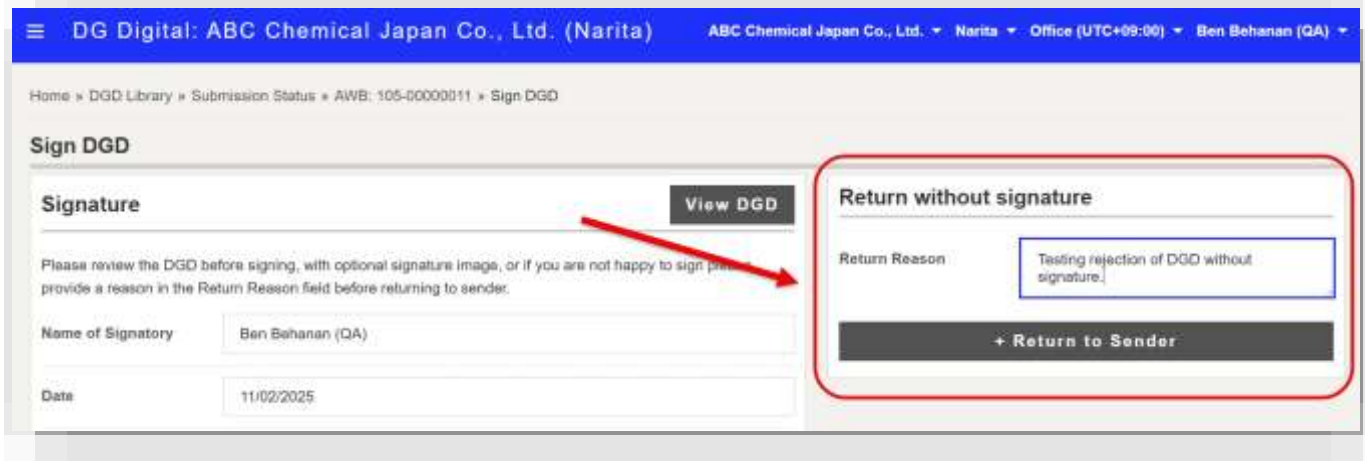 ≡ DG Digital: ABC Chemical Japan Co., Ltd. (Narita) ABC Chemical Japan Co., Ltd. Narita Office (UTC+09:00) Ben Behanan (QA)
Home » DGD Library » Submission Status » AWB: 105-00000011 » Sign DGD
Sign DGD
Signature
View DGD
Please review the DGD before signing, with optional signature image, or if you are not happy to sign please
provide a reason in the Return Reason field before returning to sender.
Name of Signatory Ben Behanan (QA)
Date 11/02/2025
Return without signature
Return Reason
Testing rejection of DGD without
signature.
+ Return to Sender